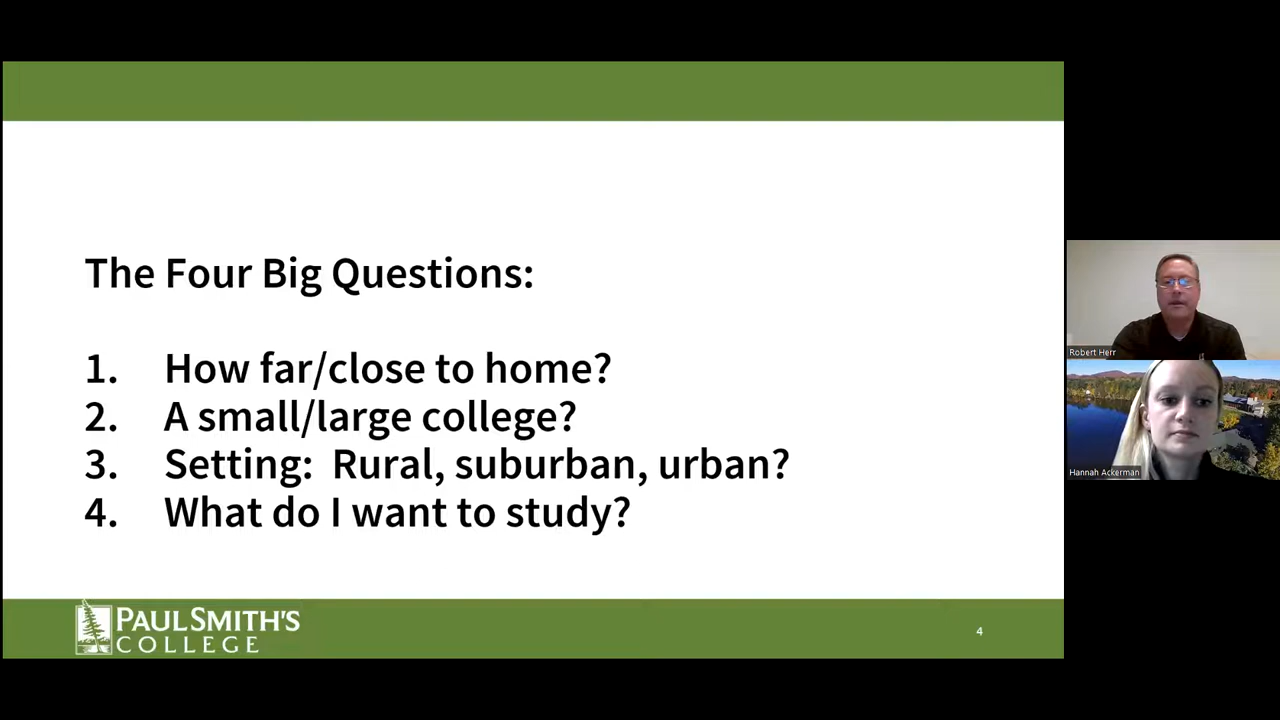 The Four Big Questions:
1. How far/close to home?
2. A small/large college?
3. Setting: Rural, suburban, urban?
4. What do I want to study?
PAUL SMITH'S
COLLEGE
4
Robert Herr
Hannah Ackerman